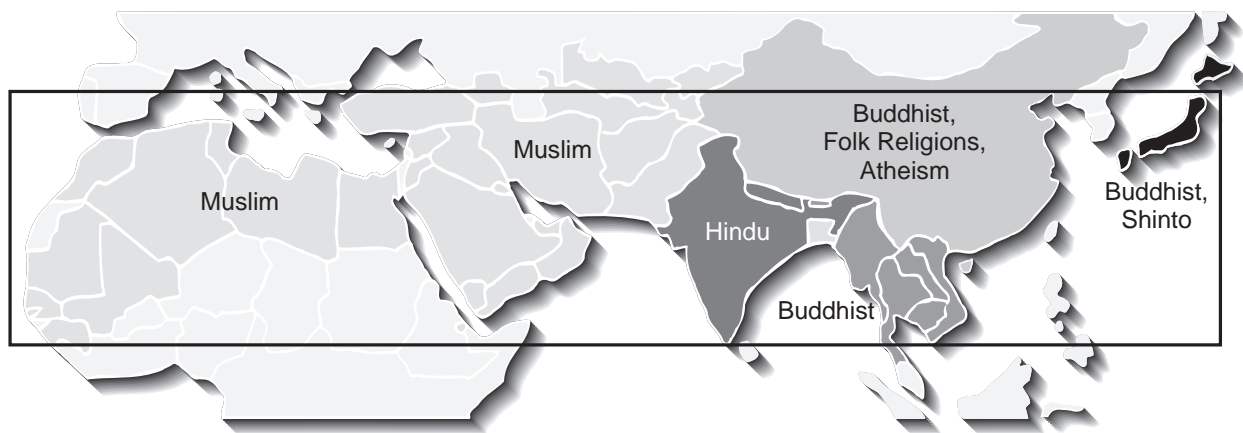 Muslim
Muslim
Hindu
Buddhist
Buddhist,
Folk Religions,
Atheism
Buddhist,
Shinto